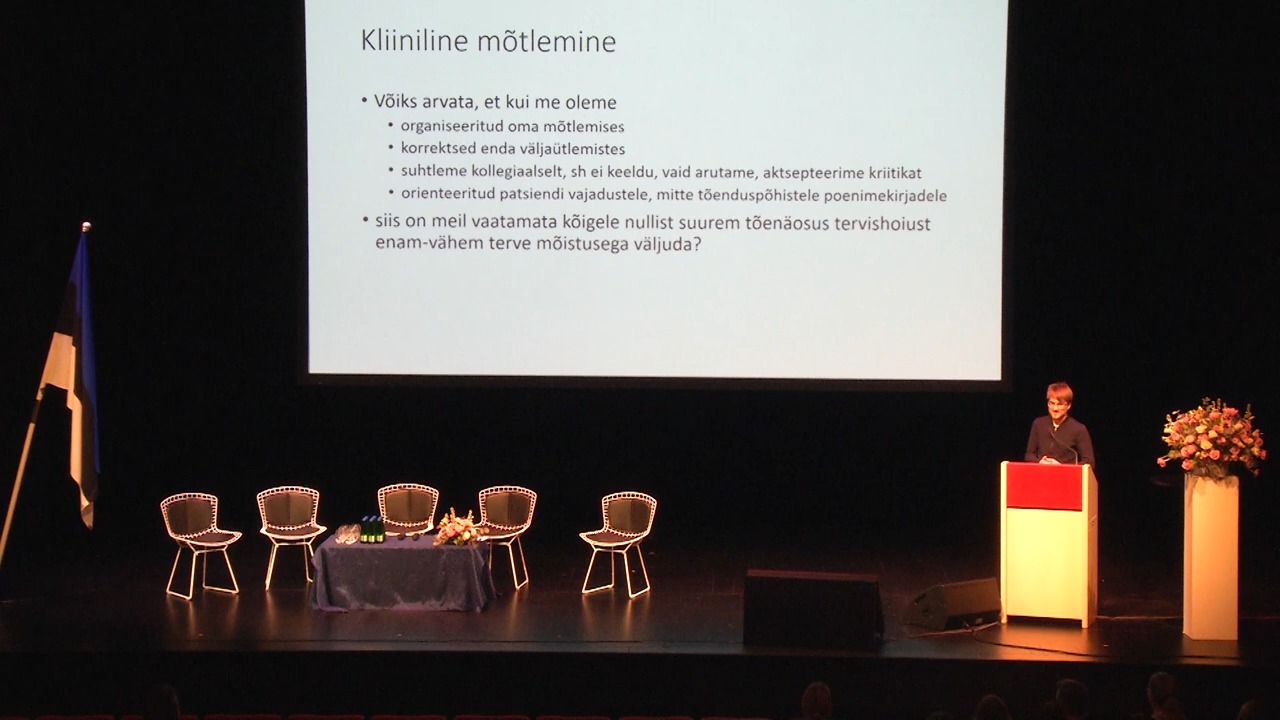 Kliiniline mõtlemine
• Võiks arvata, et kui me oleme
• organiseeritud oma mõtlemises
• korrektsed enda väljaütlemistes
• suhtleme kollegiaalselt, sh ei keeldu, vaid arutame, aktsepteerime kriitikat
• orienteeritud patsiendi vajadustele, mitte tõenduspõhistele poenimekirjadele
• siis on meil vaatamata kõigele nullist suurem tõenäosus tervishoiust
enam-vähem terve mõistusega väljuda?